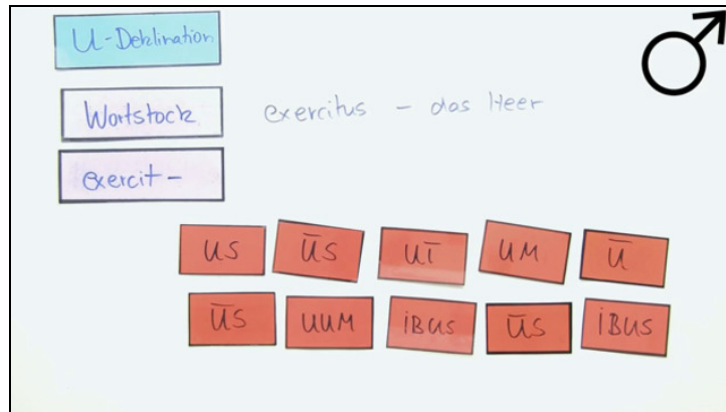 U-Deklination
Wortstock
exercitus - das Heer
exercit-
US ŪS UĪ UM Ū
ŪS UUM iBUS ŪS iBUS